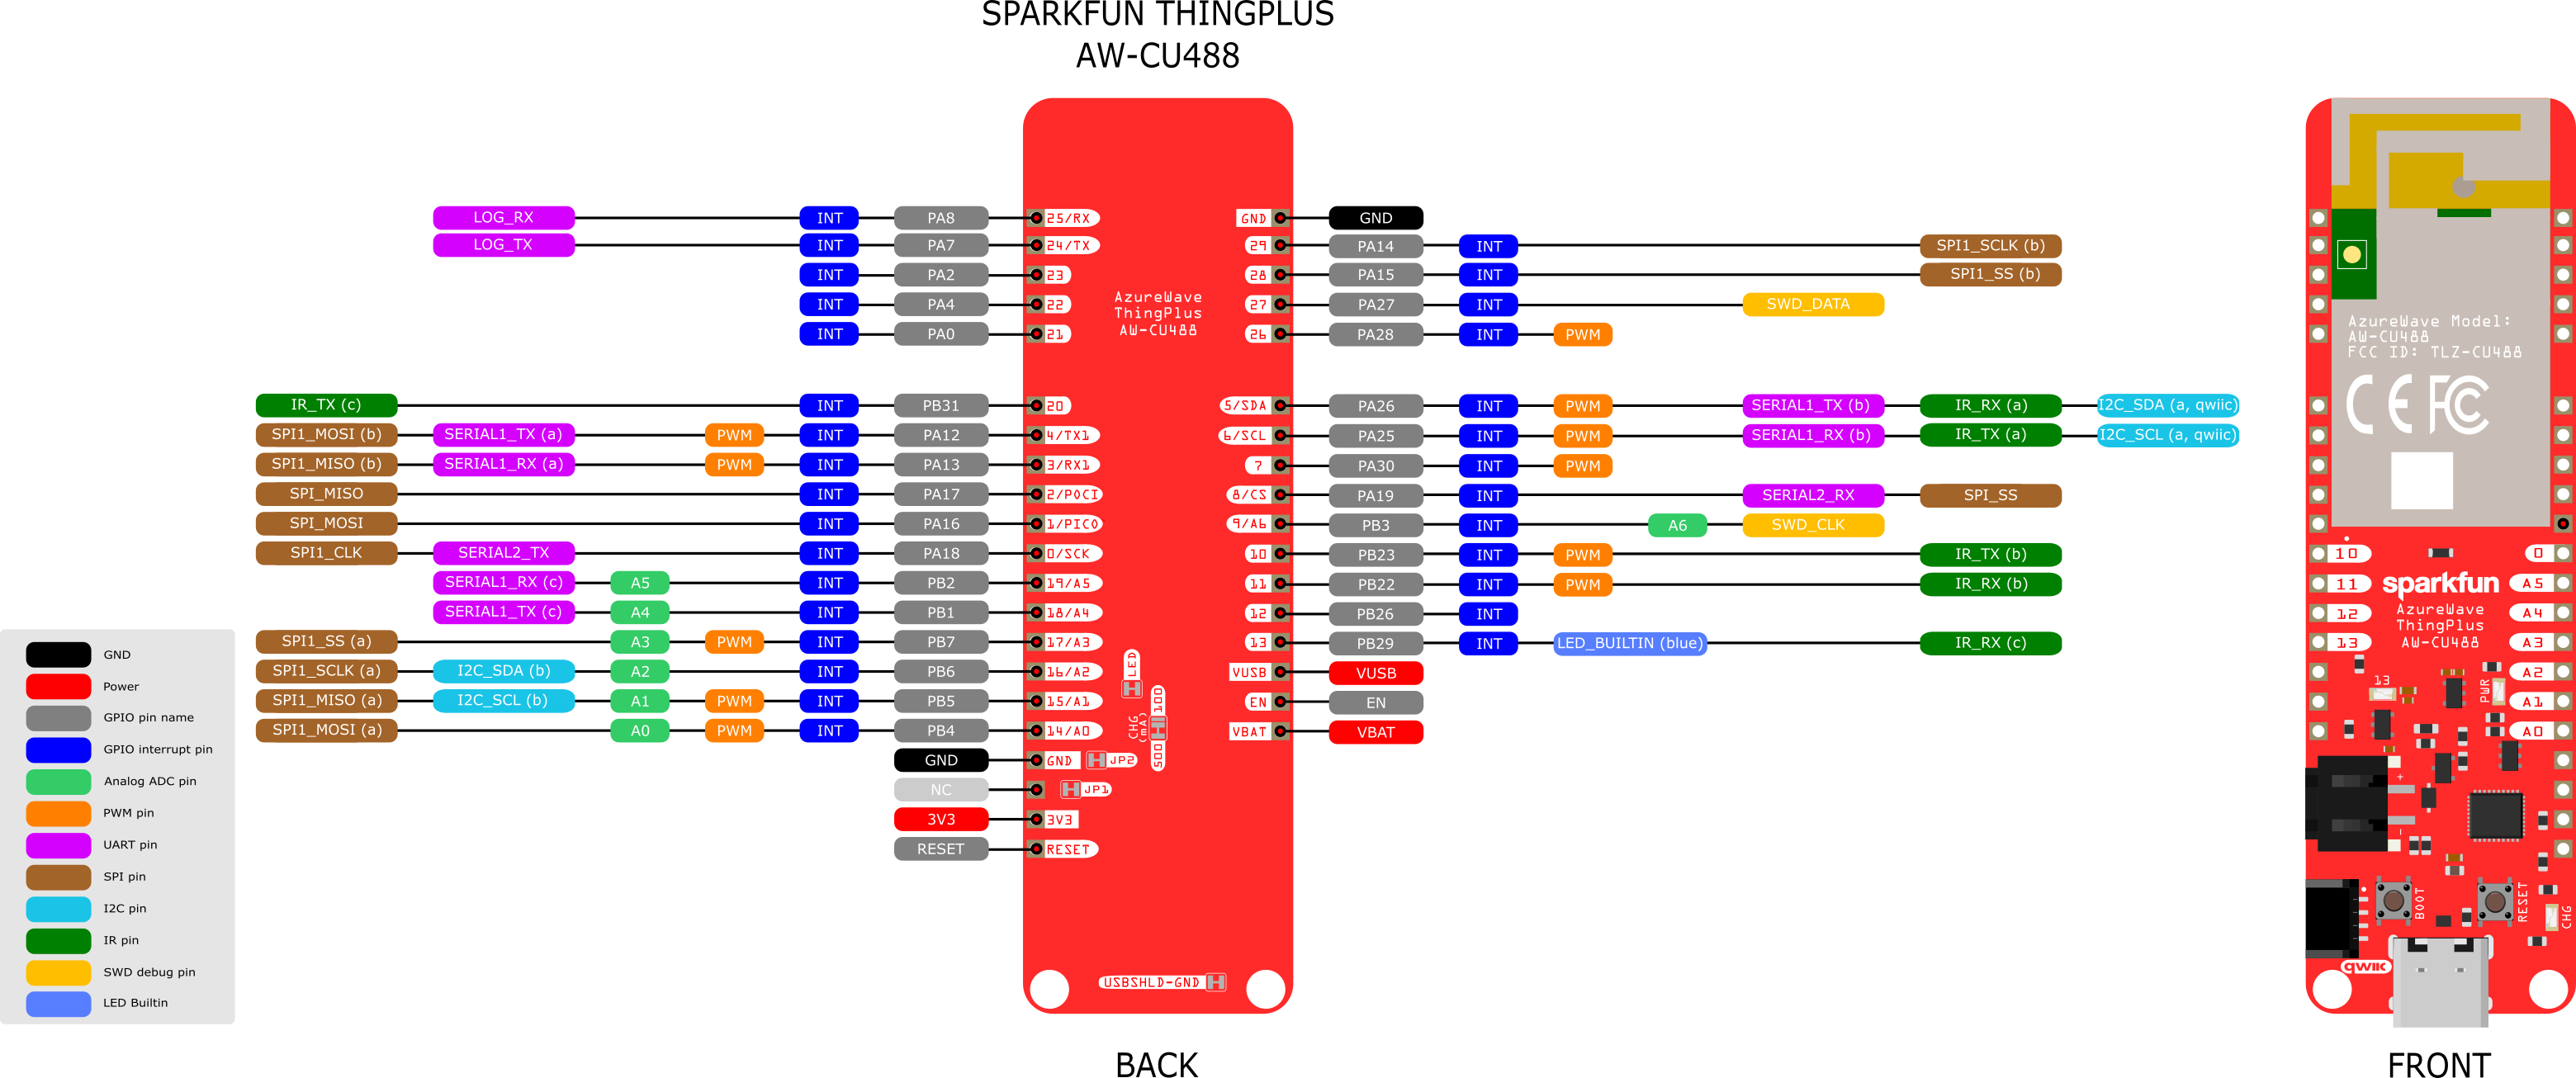 SPARKFUN THINGPLUS
AW-CU488
LOG_RX INT PA8 25/RX
LOG_TX INT PA7 24/TX
INT PA2 23
INT PA4 22
INT PA0 21
IR_TX (c) INT PB31 20
SPI1_MOSI (b) SERIAL1_TX (a) PWM INT PA12 4/TX1
SPI1_MISO (b) SERIAL1_RX (a) PWM INT PA13 3/RX1
SPI_MISO INT PA17 2/POCI
SPI_MOSI INT PA16 1/PICO
SPI1_CLK SERIAL2_TX INT PA18 0/SCK
SERIAL1_RX (c) A5 INT PB2 19/A5
SERIAL1_TX (c) A4 INT PB1 18/A4
SPI1_SS (a) A3 PWM INT PB7 17/A3
SPI1_SCLK (a) I2C_SDA (b) A2 INT PB6 16/A2
SPI1_MISO (a) I2C_SCL (b) A1 PWM INT PB5 15/A1
SPI1_MOSI (a) A0 PWM INT PB4 14/A0
GND GND JP2
NC JP1
3V3 3V3
RESET RESET
AzureWave
ThingPlus
AW-CU488
LED
CHG
(mA)
100
500
USBSHLD-GND
GND GND
29 PA14 INT SPI1_SCLK (b)
28 PA15 INT SPI1_SS (b)
27 PA27 INT SWD_DATA
26 PA28 INT PWM
5/SDA PA26 INT PWM SERIAL1_TX (b) IR_RX (a) I2C_SDA (a, qwiic)
6/SCL PA25 INT PWM SERIAL1_RX (b) IR_TX (a) I2C_SCL (a, qwiic)
7 PA30 INT PWM
8/CS PA19 INT SERIAL2_RX SPI_SS
9/A6 PB3 INT A6 SWD_CLK
10 PB23 INT PWM IR_TX (b)
11 PB22 INT PWM IR_RX (b)
12 PB26 INT
13 PB29 INT LED_BUILTIN (blue) IR_RX (c)
VUSB VUSB
EN EN
VBAT VBAT
GND
Power
GPIO pin name
GPIO interrupt pin
Analog ADC pin
PWM pin
UART pin
SPI pin
I2C pin
IR pin
SWD debug pin
LED Builtin
BACK
AzureWave Model:
AW-CU488
FCC ID: TLZ-CU488
CE FC
10 0
11 sparkfun A5
12 AzureWave A4
ThingPlus
13 AW-CU488 A3
A2
13 PWR A1
A0
+
-
BOOT
RESET
CHG
qwiic
FRONT